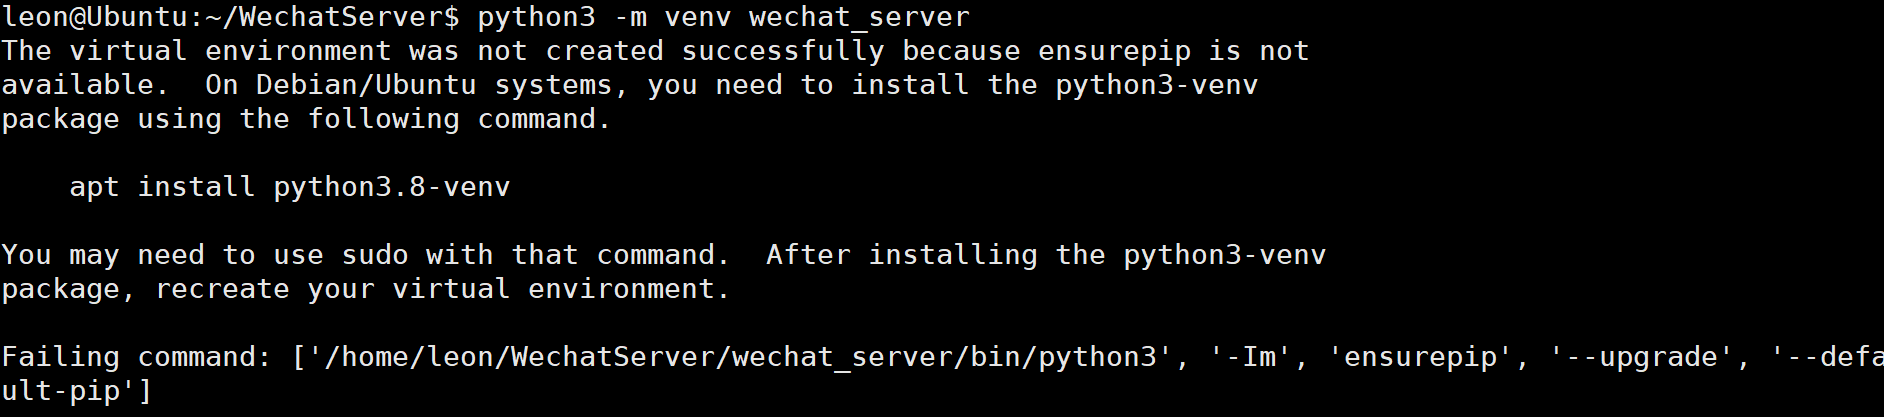 leon@Ubuntu:~/WechatServer$ python3 -m venv wechat_server
The virtual environment was not created successfully because ensurepip is not
available.  On Debian/Ubuntu systems, you need to install the python3-venv
package using the following command.
    apt install python3.8-venv
You may need to use sudo with that command.  After installing the python3-venv
package, recreate your virtual environment.
Failing command: ['/home/leon/WechatServer/wechat_server/bin/python3', '-Im', 'ensurepip', '--upgrade', '--defa
ult-pip']